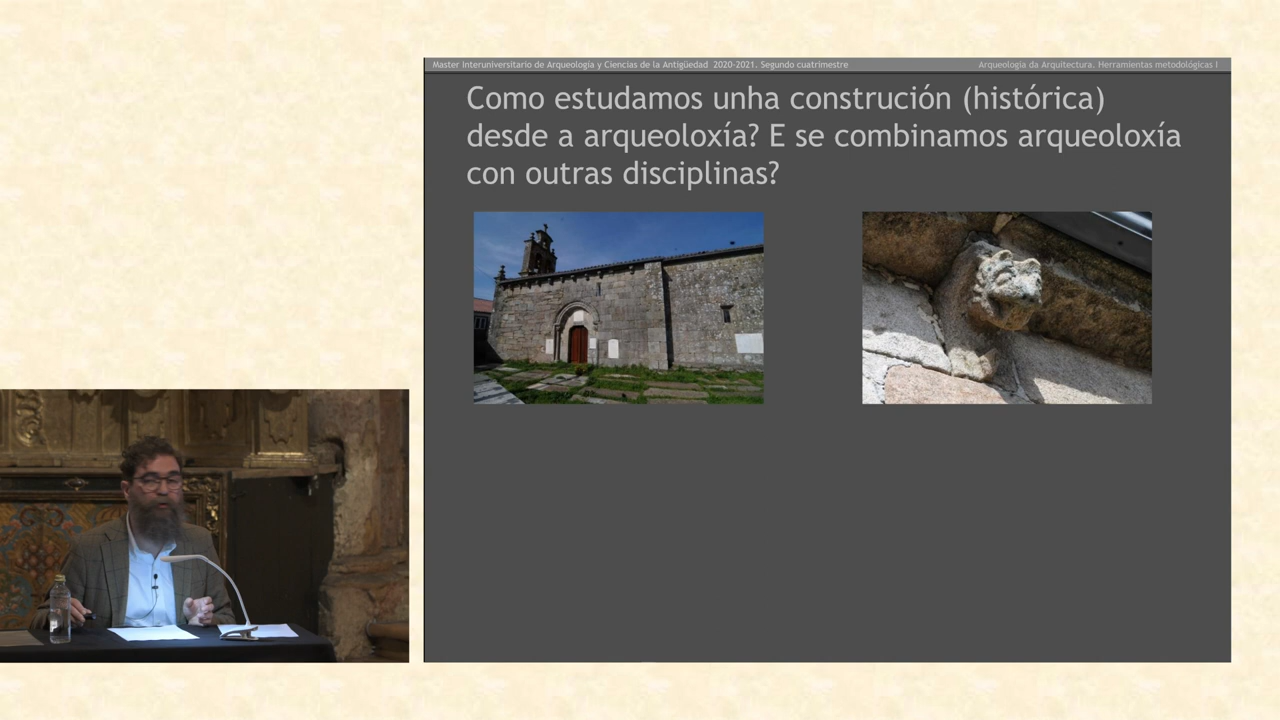 Master Interuniversitario de Arqueología y Ciencias de la Antigüedad 2020-2021. Segundo cuatrimestre
Arqueología da Arquitectura. Herramientas metodológicas I
Como estudamos unha construción (histórica)
desde a arqueoloxía? E se combinamos arqueoloxía
con outras disciplinas?